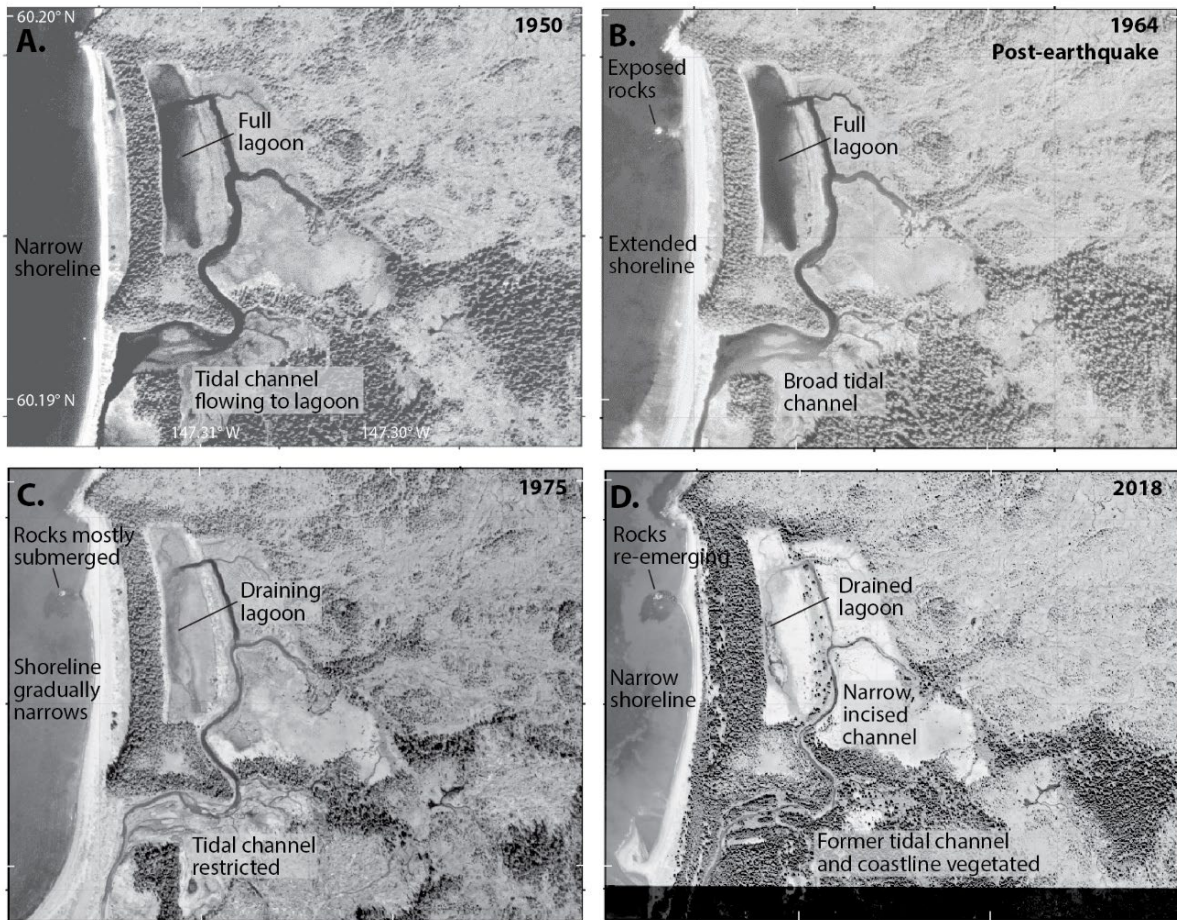 60.20° N
A.
1950
Full
lagoon
Narrow
shoreline
60.19° N
Tidal channel
flowing to lagoon
147.31° W
147.30° W
B.
1964
Post-earthquake
Exposed
rocks
Full
lagoon
Extended
shoreline
Broad tidal
channel
C.
1975
Rocks mostly
submerged
Draining
lagoon
Shoreline
gradually
narrows
Tidal channel
restricted
D.
2018
Rocks
re-emerging
Drained
lagoon
Narrow
shoreline
Narrow,
incised
channel
Former tidal channel
and coastline vegetated